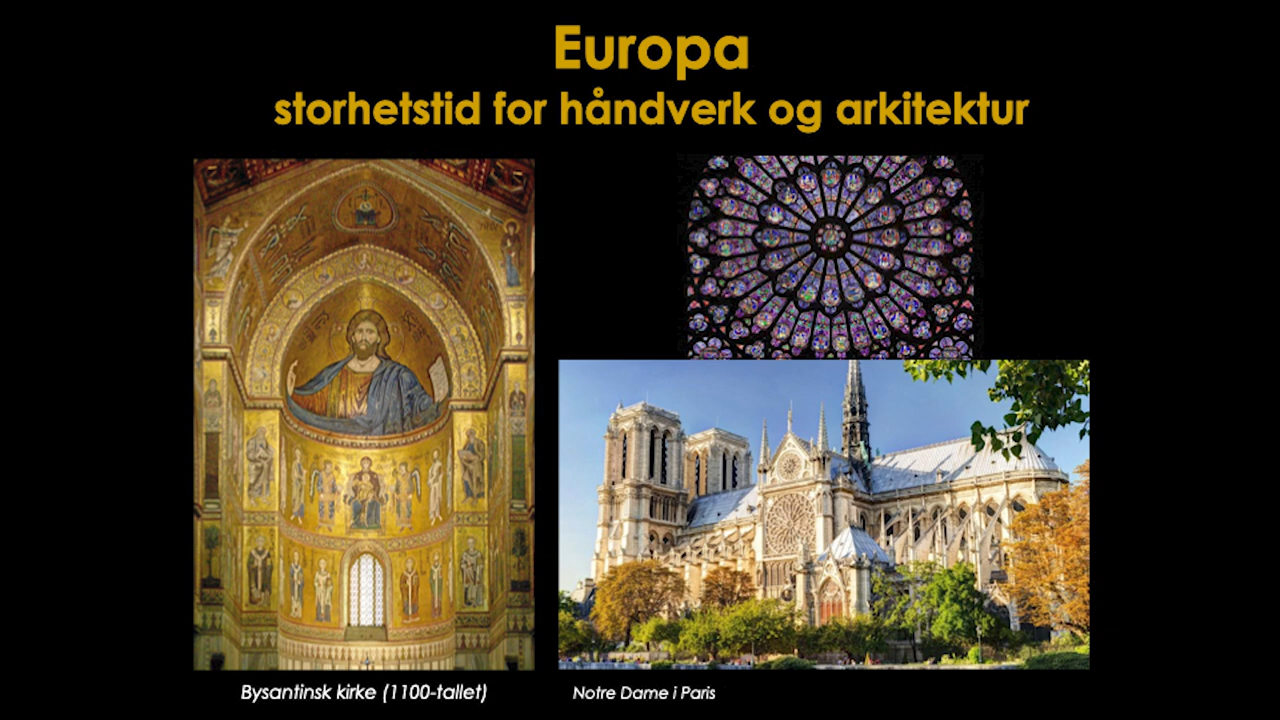 Europa
storhetstid for håndverk og arkitektur
Bysantinsk kirke (1100-tallet)
Notre Dame i Paris